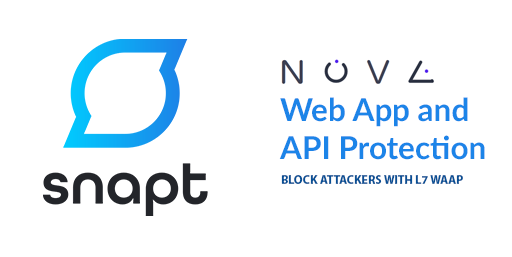 snapt
NOVA
Web App and
API Protection
BLOCK ATTACKERS WITH L7 WAAP